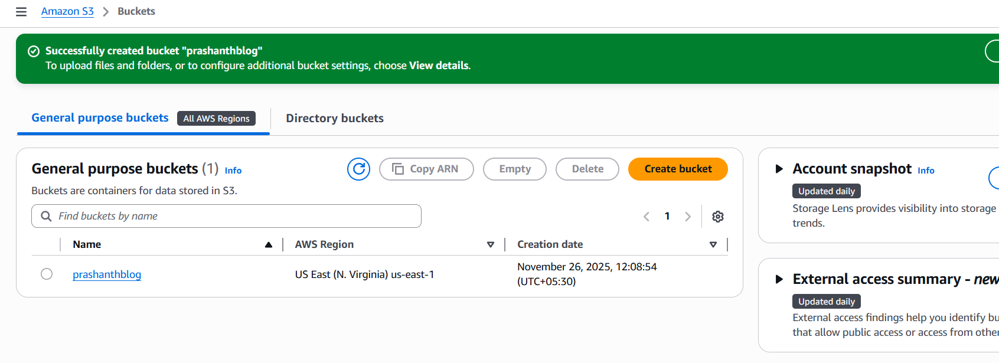 Amazon S3 > Buckets
Successfully created bucket "prashanthblog"
To upload files and folders, or to configure additional bucket settings, choose View details.
General purpose buckets All AWS Regions Directory buckets
General purpose buckets (1) Info
Copy ARN Empty Delete Create bucket
Buckets are containers for data stored in S3.
Find buckets by name
1
Name AWS Region Creation date
prashanthblog US East (N. Virginia) us-east-1 November 26, 2025, 12:08:54
(UTC+05:30)
Account snapshot Info
Updated daily
Storage Lens provides visibility into storage
trends.
External access summary - new
Updated daily
External access findings help you identify bu
that allow public access or access from other